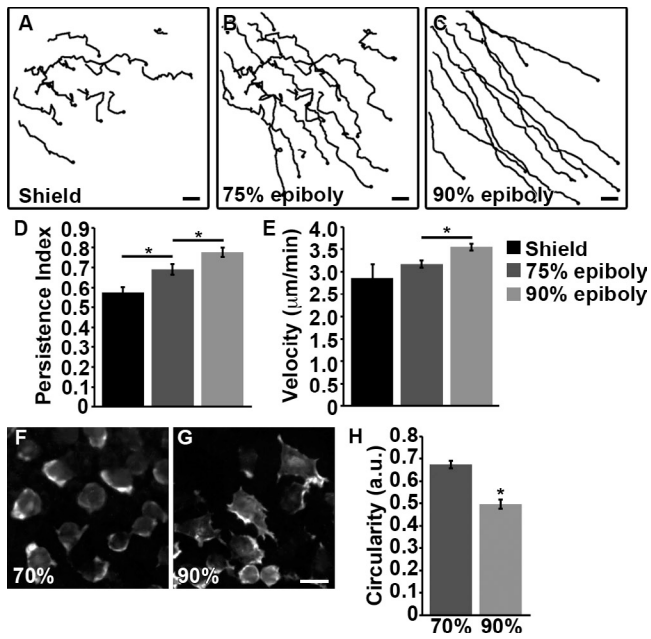 A
B
C
Shield
75% epiboly
90% epiboly
D
E
Persistence Index
0.9
0.8
0.7
0.6
0.5
0.4
0.3
0.2
0.1
0
*
*
Velocity (μm/min)
4.0
3.5
3.0
2.5
2.0
1.5
1.0
0.5
0
*
Shield
75% epiboly
90% epiboly
F
G
70%
90%
H
Circularity (a.u.)
0.8
0.7
0.6
0.5
0.4
0.3
0.2
0.1
0
*
70%
90%